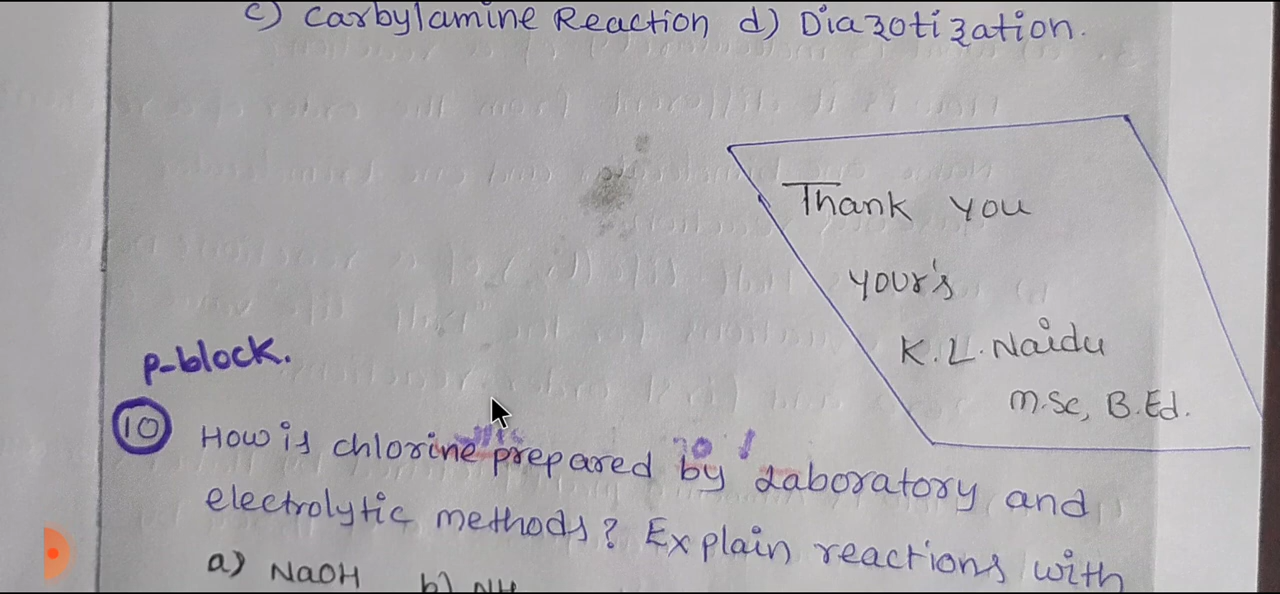 c) Carbylamine Reaction d) Diazotization.
Thank you
your's
K.L. Naidu
M.Sc, B.Ed.
P-block.
10 How is chlorine prepared by Laboratory and
electrolytic methods? Explain reactions with
a) NaOH b) NH